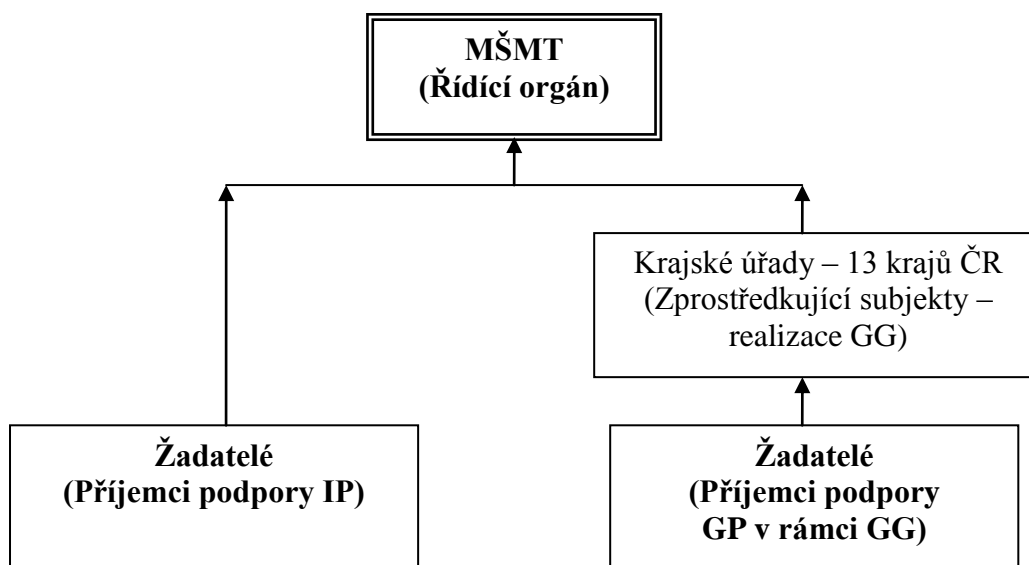 MŠMT
(Řídící orgán)
Krajské úřady – 13 krajů ČR
(Zprostředkující subjekty –
realizace GG)
Žadatelé
(Příjemci podpory IP)
Žadatelé
(Příjemci podpory
GP v rámci GG)